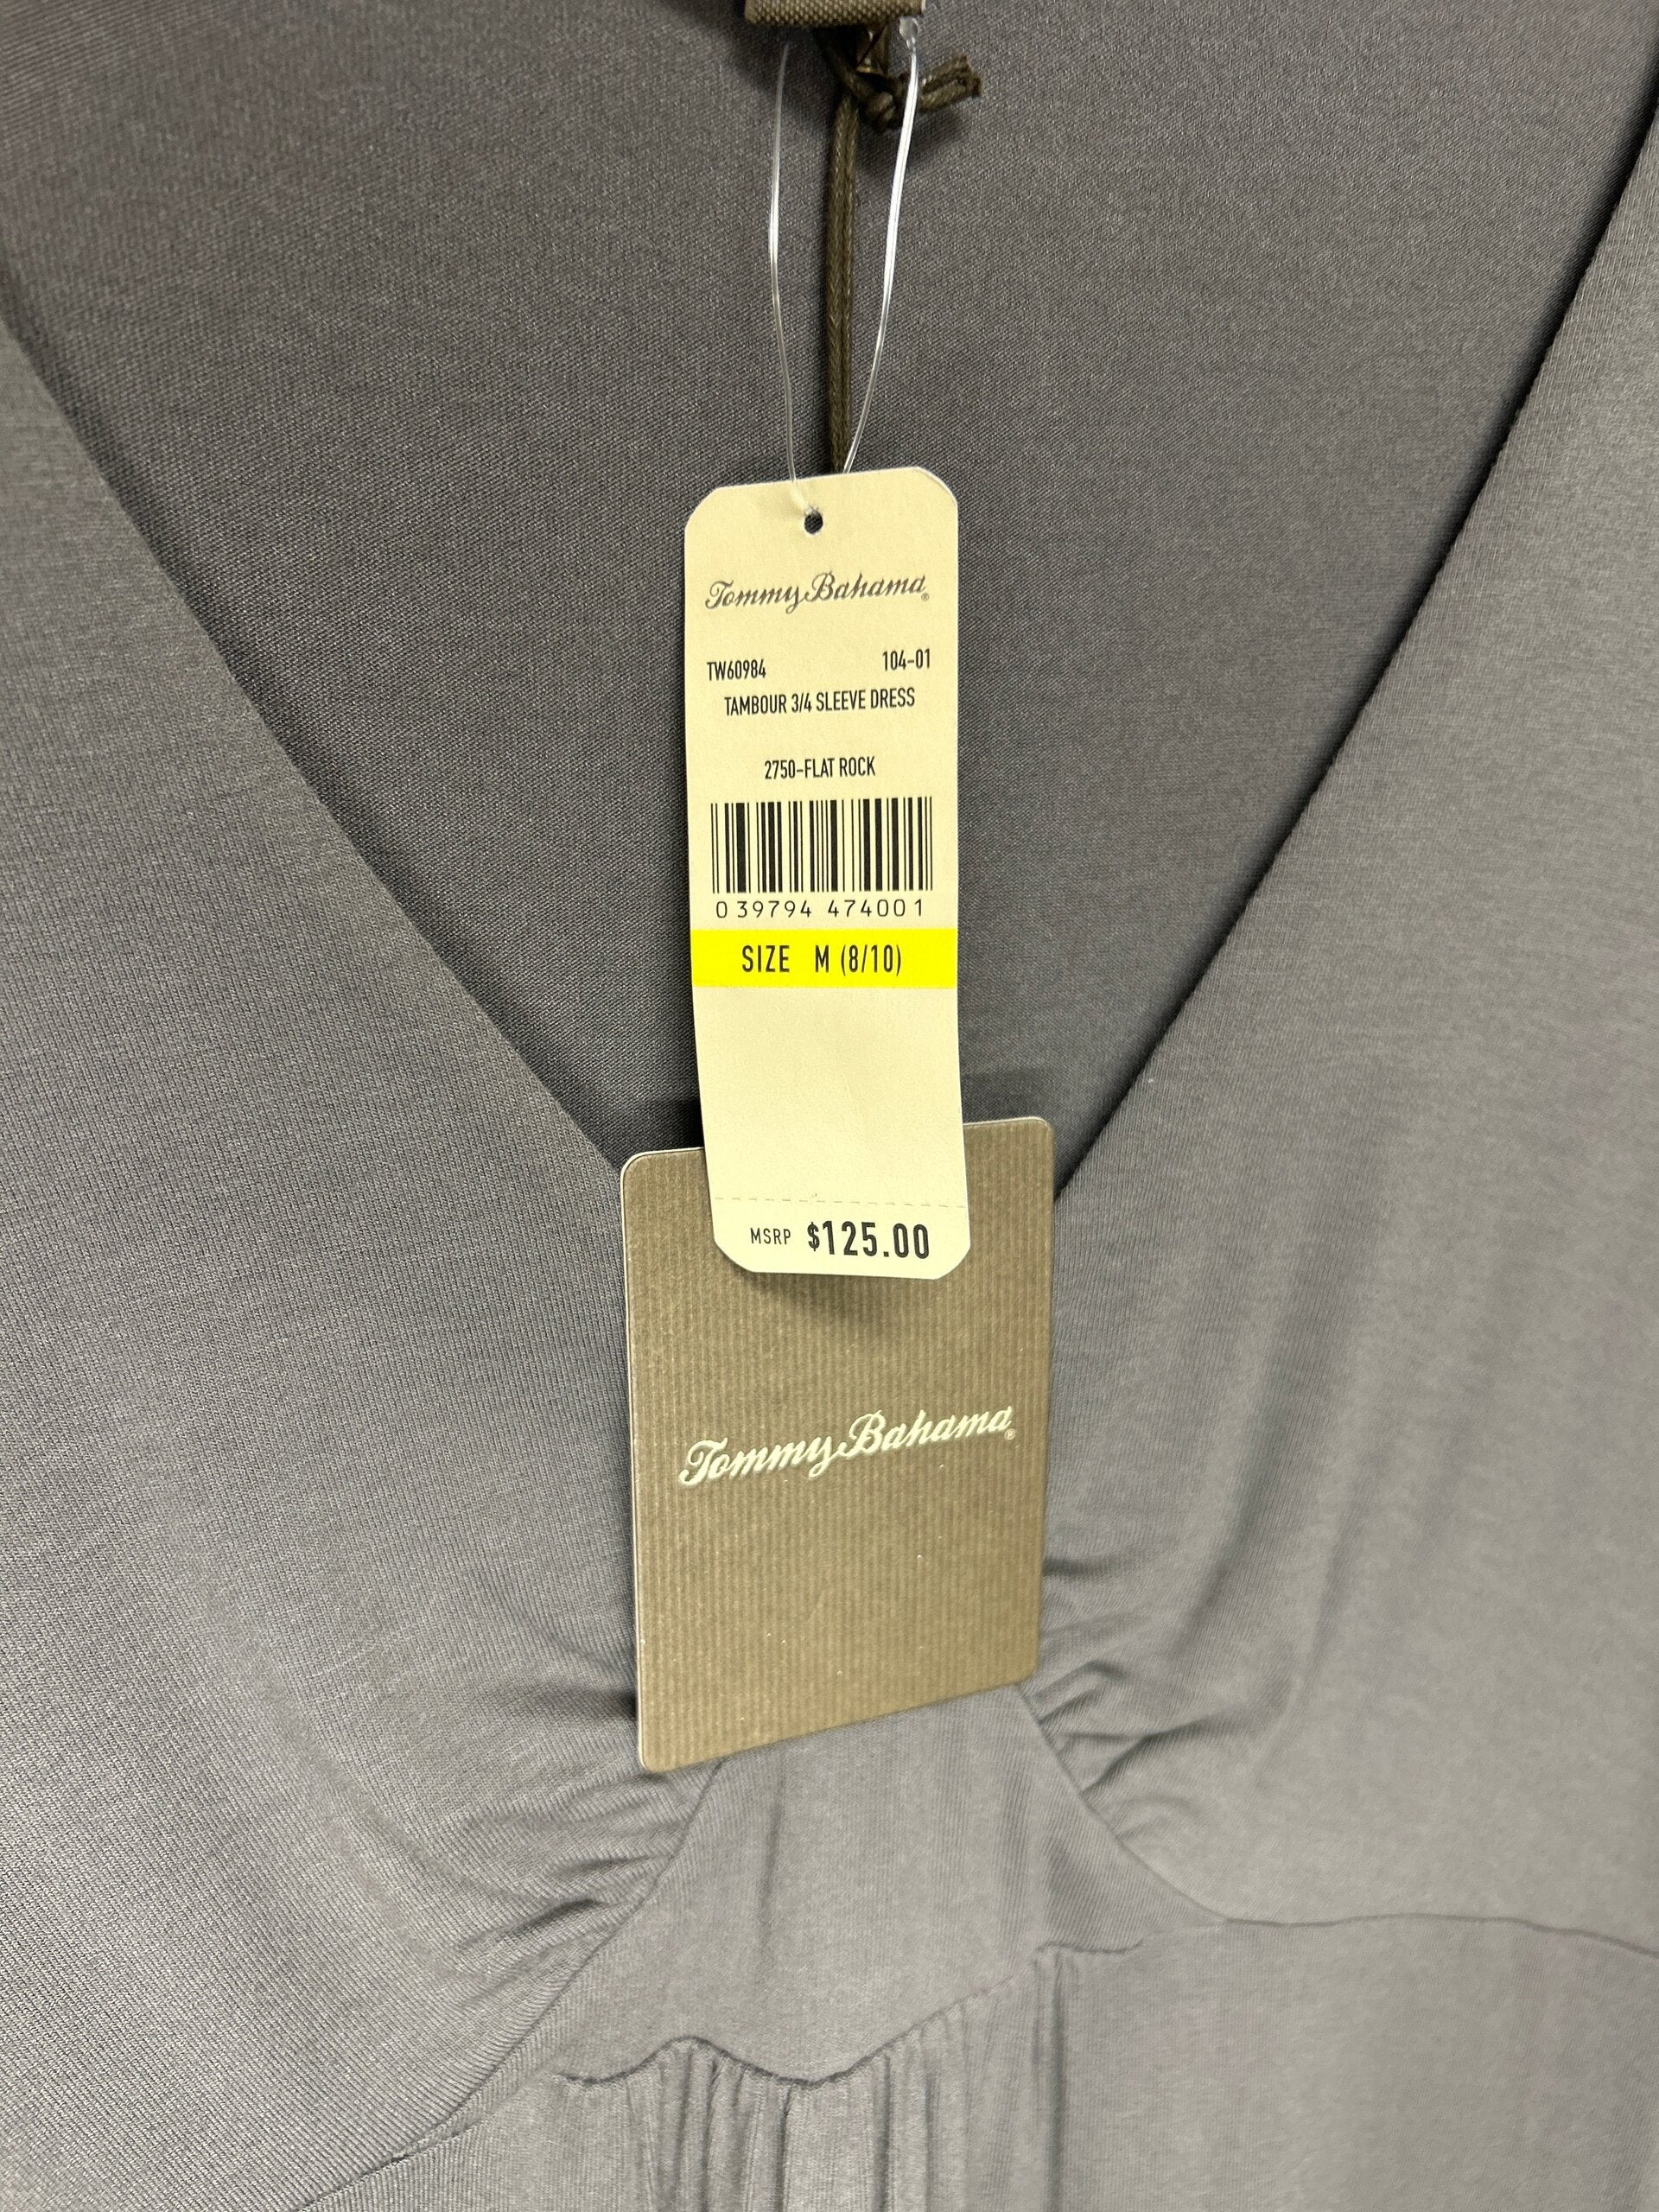 Tommy Bahama®
TW60984 104-01
TAMBOUR 3/4 SLEEVE DRESS
2750-FLAT ROCK
0 39794 47400 1
SIZE M (8/10)
MSRP $125.00
Tommy Bahama®